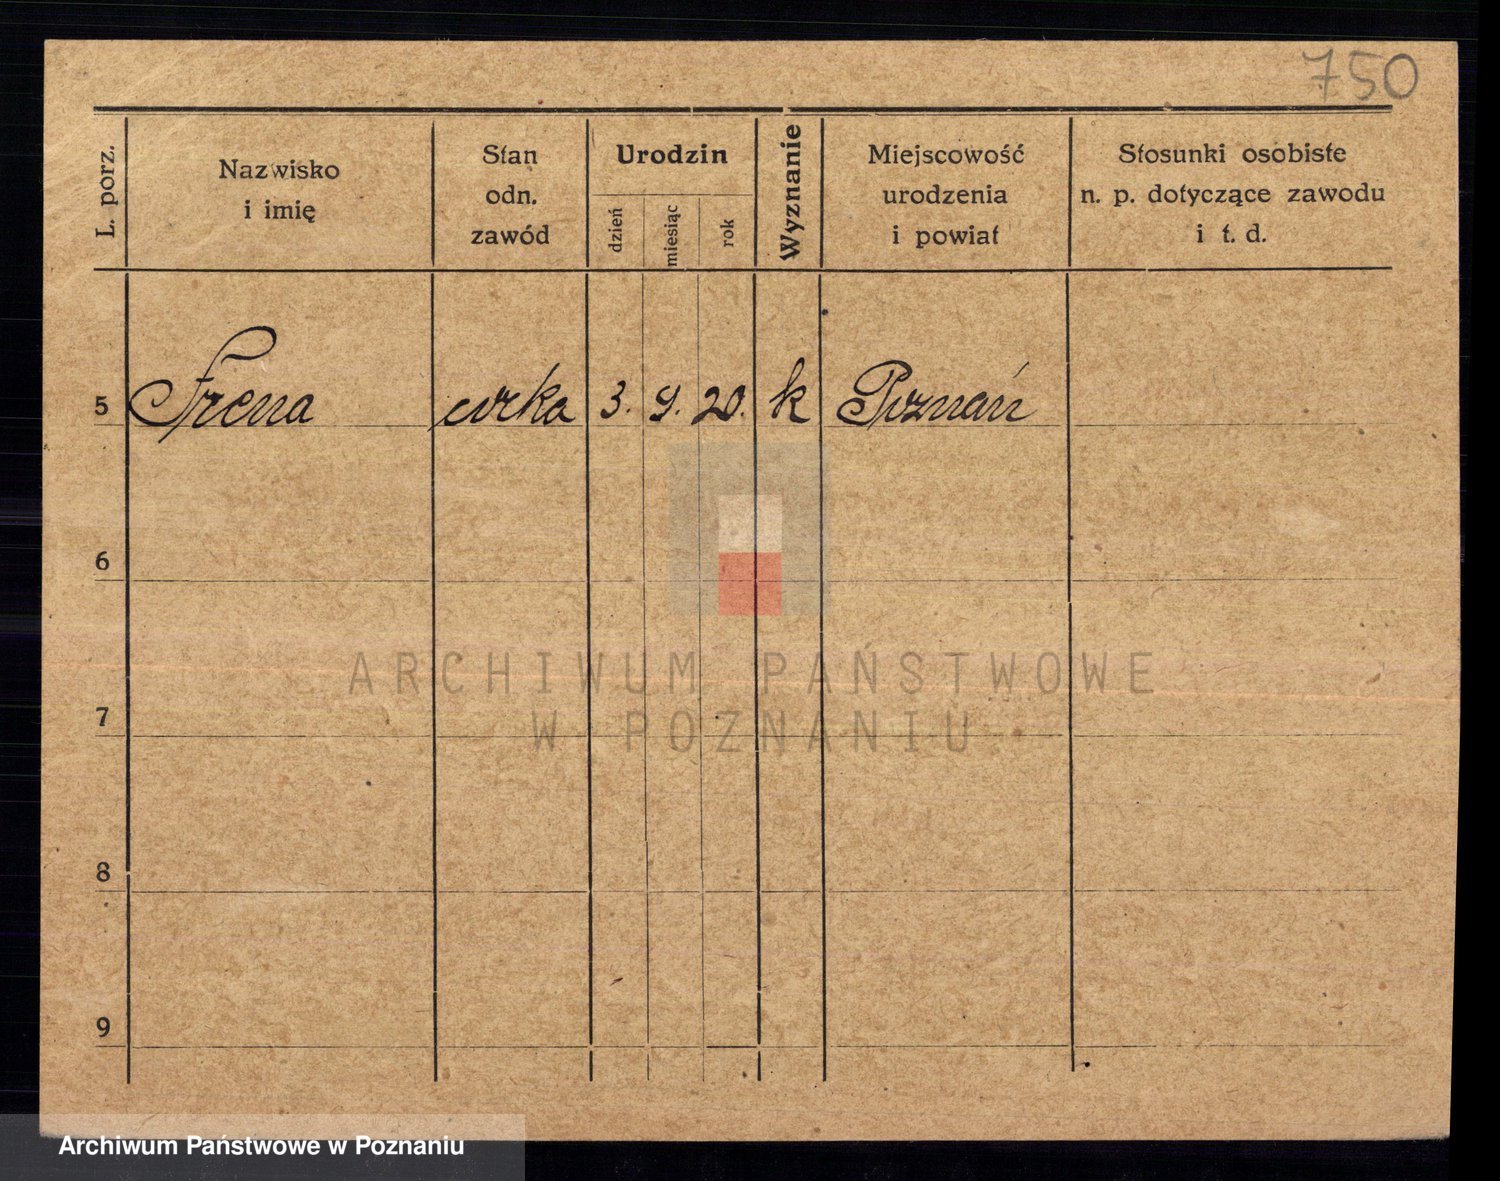 750
L. porz.
Nazwisko
i imię
Stan
odn.
zawód
Urodzin
dzień
miesiąc
rok
Wyznanie
Miejscowość
urodzenia
i powiat
Stosunki osobiste
n. p. dotyczące zawodu
i t. d.
5 Irena córka 3. 9. 20. k Poznań
6
7
8
9
ARCHIWUM PAŃSTWOWE
W POZNANIU
Archiwum Państwowe w Poznaniu